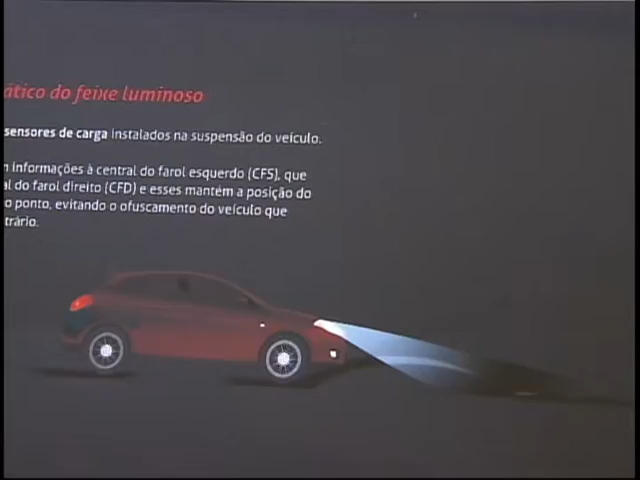 ático do feixe luminoso
sensores de carga instalados na suspensão do veículo.
informações à central do farol esquerdo (CFS), que
al do farol direito (CFD) e esses mantém a posição do
o ponto, evitando o ofuscamento do veículo que
trário.